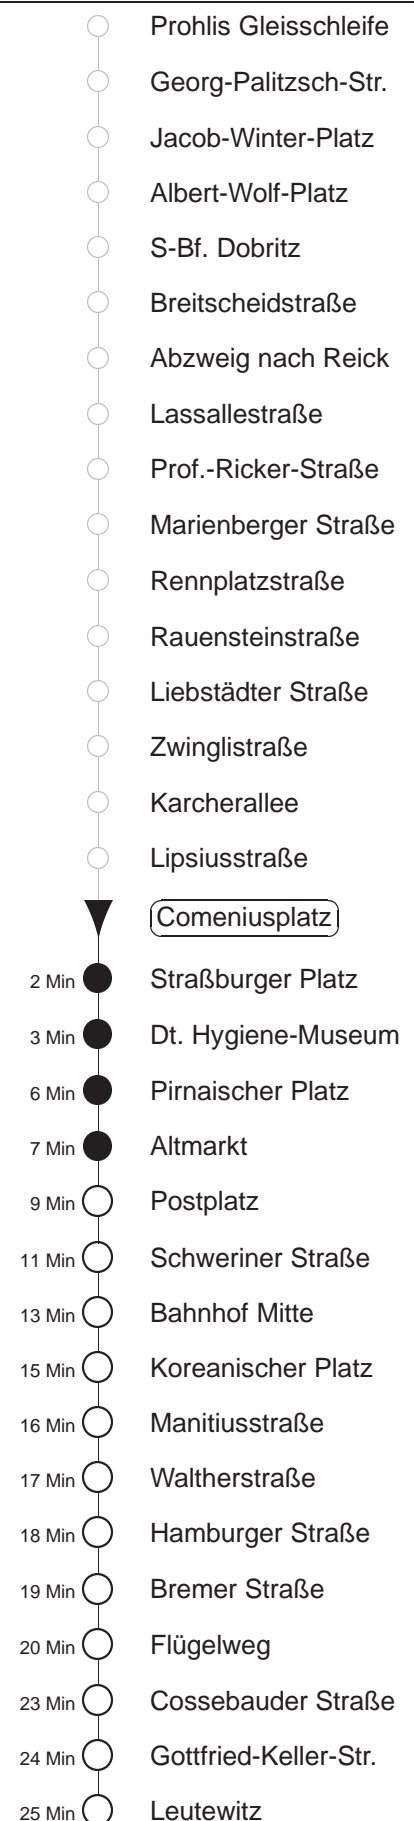 Prohlis Gleisschleife
Georg-Palitzsch-Str.
Jacob-Winter-Platz
Albert-Wolf-Platz
S-Bf. Dobritz
Breitscheidstraße
Abzweig nach Reick
Lassallestraße
Prof.-Ricker-Straße
Marienberger Straße
Rennplatzstraße
Rauensteinstraße
Liebstädter Straße
Zwinglistraße
Karcherallee
Lipsiusstraße
Comeniusplatz
2 Min Straßburger Platz
3 Min Dt. Hygiene-Museum
6 Min Pirnaischer Platz
7 Min Altmarkt
9 Min Postplatz
11 Min Schweriner Straße
13 Min Bahnhof Mitte
15 Min Koreanischer Platz
16 Min Manitiusstraße
17 Min Waltherstraße
18 Min Hamburger Straße
19 Min Bremer Straße
20 Min Flügelweg
23 Min Cossebauder Straße
24 Min Gottfried-Keller-Str.
25 Min Leutewitz